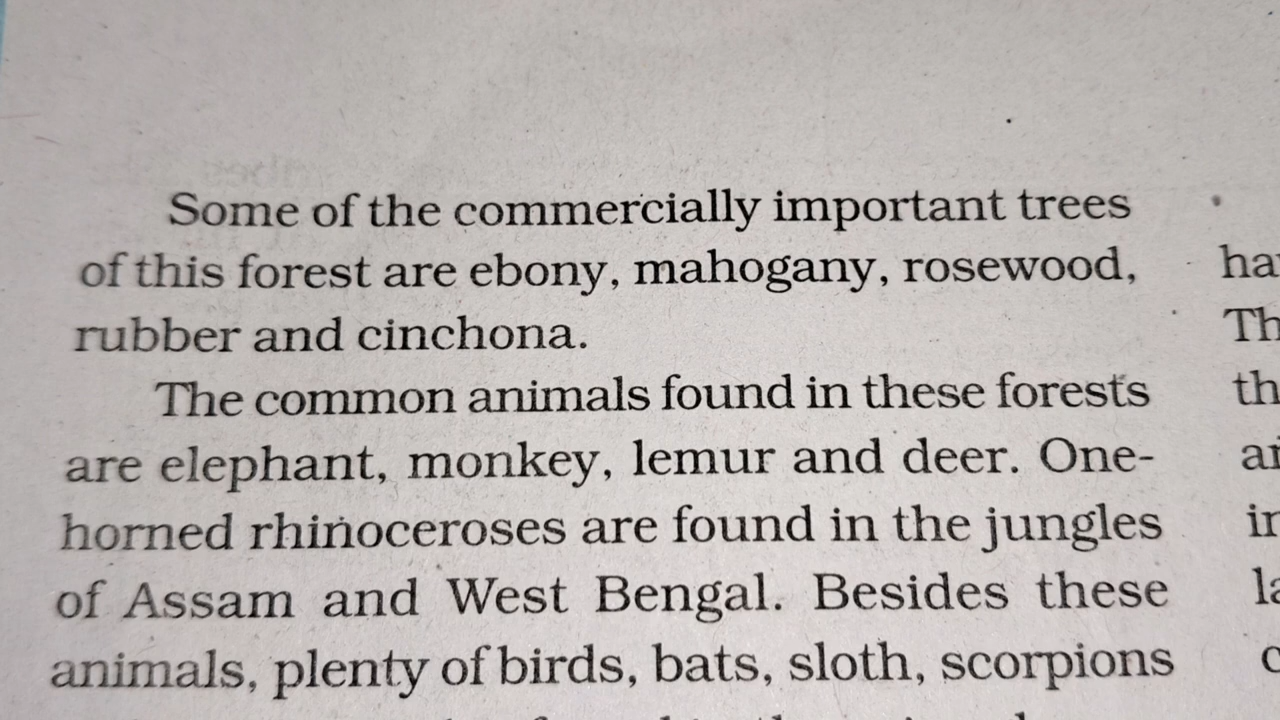 Some of the commercially important trees
of this forest are ebony, mahogany, rosewood,
rubber and cinchona.
The common animals found in these forests
are elephant, monkey, lemur and deer. One-
horned rhinoceroses are found in the jungles
of Assam and West Bengal. Besides these
animals, plenty of birds, bats, sloth, scorpions